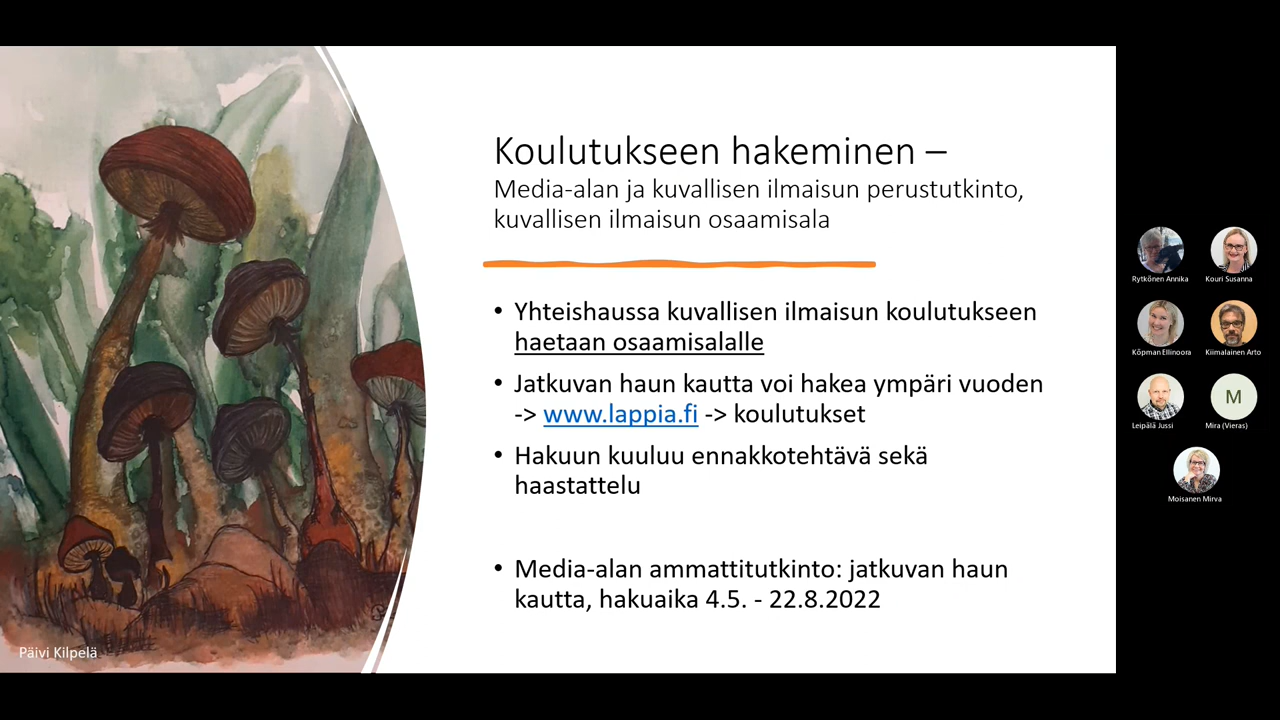 Koulutukseen hakeminen –
Media-alan ja kuvallisen ilmaisun perustutkinto,
kuvallisen ilmaisun osaamisala
• Yhteishaussa kuvallisen ilmaisun koulutukseen
haetaan osaamisalalle
• Jatkuvan haun kautta voi hakea ympäri vuoden
-> www.lappia.fi -> koulutukset
• Hakuun kuuluu ennakkotehtävä sekä
haastattelu
• Media-alan ammattitutkinto: jatkuvan haun
kautta, hakuaika 4.5. - 22.8.2022
Päivi Kilpelä
Rytkönen Annika
Kouri Susanna
Köpman Ellinoora
Kiimalainen Arto
Leipälä Jussi
M
Mira (Vieras)
Moisanen Mirva